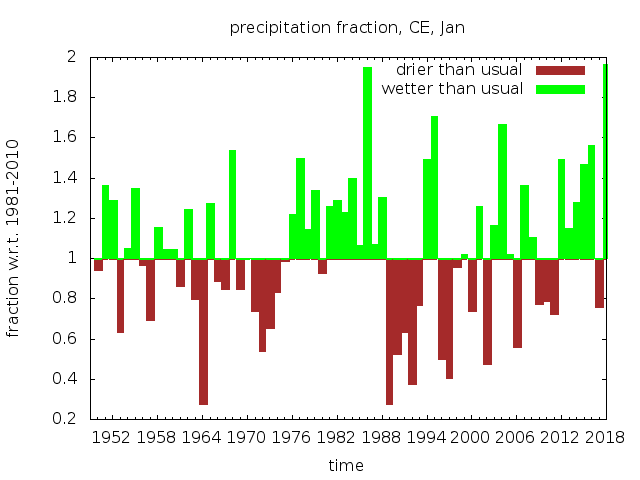 precipitation fraction, CE, Jan
drier than usual
wetter than usual
fraction w.r.t. 1981-2010
2
1.8
1.6
1.4
1.2
1
0.8
0.6
0.4
0.2
1952 1958 1964 1970 1976 1982 1988 1994 2000 2006 2012 2018
time